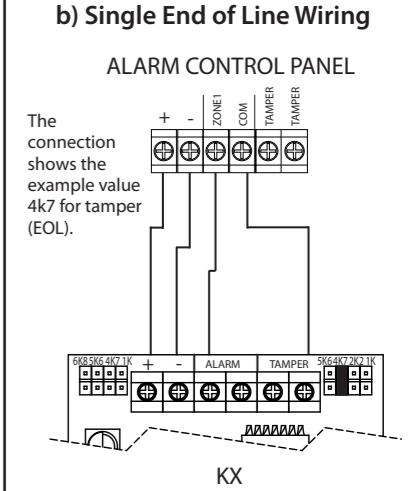 b) Single End of Line Wiring
ALARM CONTROL PANEL
The
connection
shows the
example value
4k7 for tamper
(EOL).
+ - ZONE1 COM TAMPER TAMPER
6K8 5K6 4K7 1K + - ALARM TAMPER 5K6 4K7 2K2 1K
KX